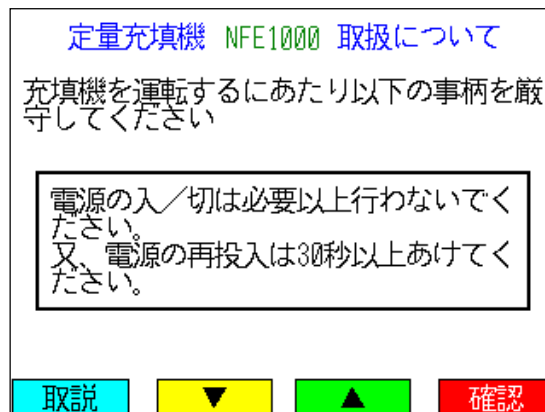 定量充填機 NFE1000 取扱について
充填機を運転するにあたり以下の事柄を厳
守してください
電源の入／切は必要以上行わないでく
ださい。
又、電源の再投入は30秒以上あけてく
ださい。
取説 ▼ ▲ 確認